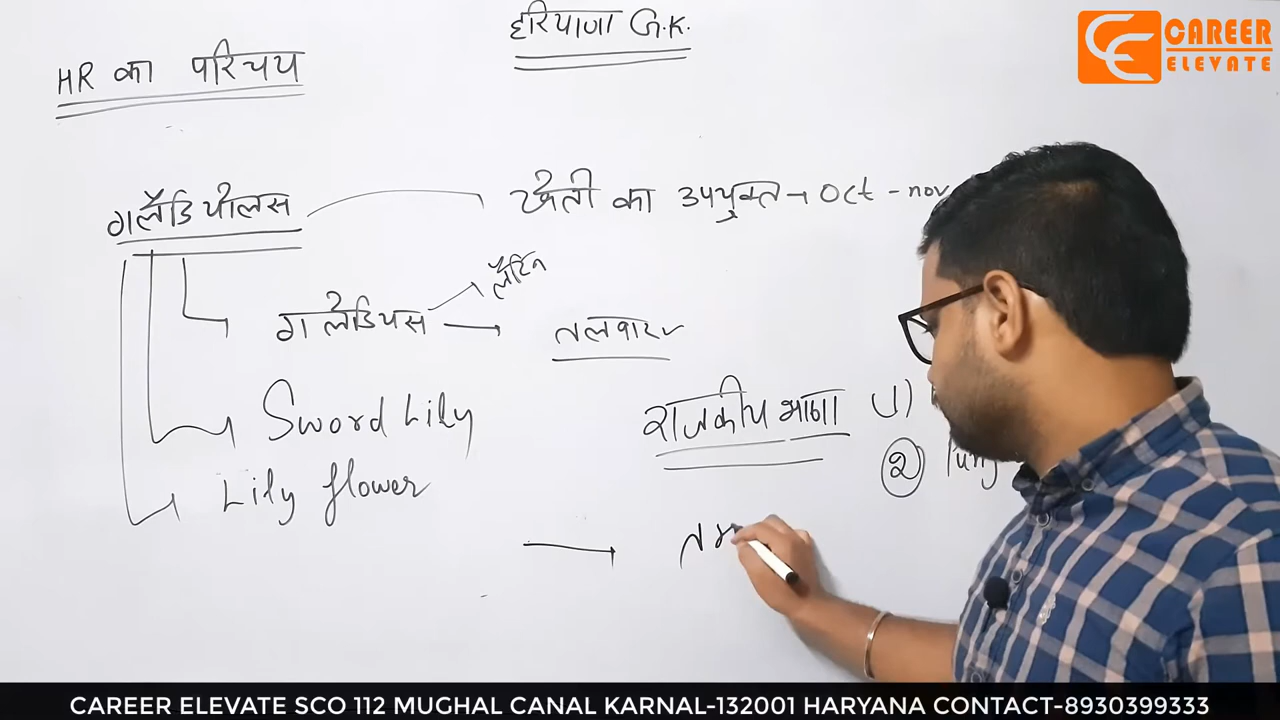 हरियाणा G.K.
CAREER
ELEVATE
HR का परिचय
ग्लैडियोलस
खेती का उपयुक्त → Oct - nov
लैटिन
ग्लेडियस → तलवार
Sword Lily
राजकीय भाषा 1)
2)
Lily flower
CAREER ELEVATE SCO 112 MUGHAL CANAL KARNAL-132001 HARYANA CONTACT-8930399333